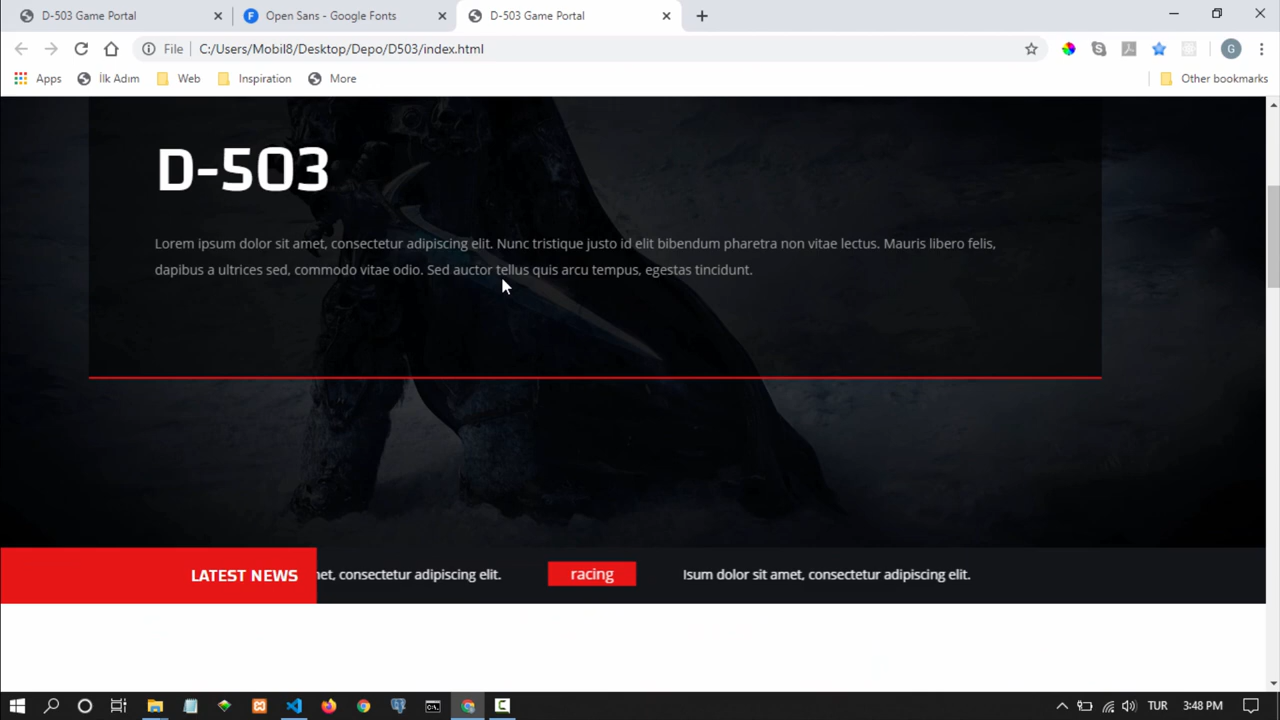 D-503 Game Portal
Open Sans - Google Fonts
D-503 Game Portal
File
C:/Users/Mobil8/Desktop/Depo/D503/index.html
G
Apps
İlk Adım
Web
Inspiration
More
Other bookmarks
D-503
Lorem ipsum dolor sit amet, consectetur adipiscing elit. Nunc tristique justo id elit bibendum pharetra non vitae lectus. Mauris libero felis,
dapibus a ultrices sed, commodo vitae odio. Sed auctor tellus quis arcu tempus, egestas tincidunt.
LATEST NEWS
net, consectetur adipiscing elit.
racing
Isum dolor sit amet, consectetur adipiscing elit.
TUR
3:48 PM